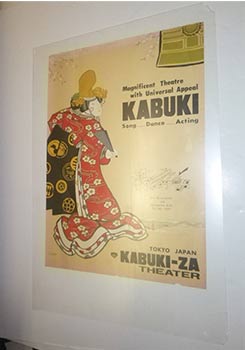 Magnificent Theatre
with Universal Appeal
KABUKI
Song Dance Acting
TOKYO JAPAN
KABUKI-ZA
THEATER